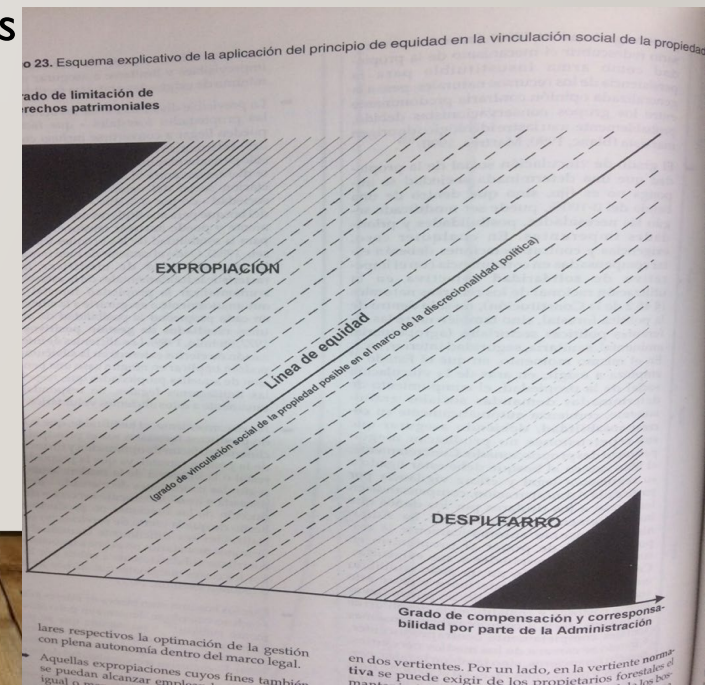 S
o 23. Esquema explicativo de la aplicación del principio de equidad en la vinculación social de la propiedad
rado de limitación de
rechos patrimoniales
EXPROPIACIÓN
Linea de equidad
(grado de vinculación social de la propiedad posible en el marco de la discrecionalidad política)
DESPILFARRO
Grado de compensación y corresponsa-
bilidad por parte de la Administración
lares respectivos la optimación de la gestión
con plena autonomía dentro del marco legal.
Aquellas expropiaciones cuyos fines también
se puedan alcanzar
igual o
en dos vertientes. Por un lado, en la vertiente norma-
tiva se puede exigir de los propietarios forestales el